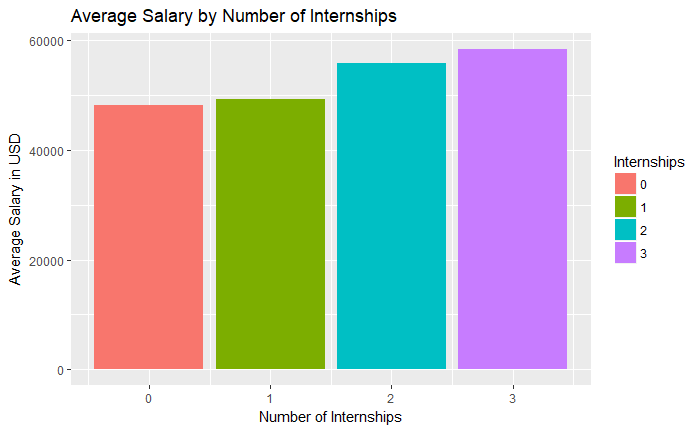 Average Salary by Number of Internships
60000
40000
20000
0
Average Salary in USD
0 1 2 3
Number of Internships
Internships
0
1
2
3